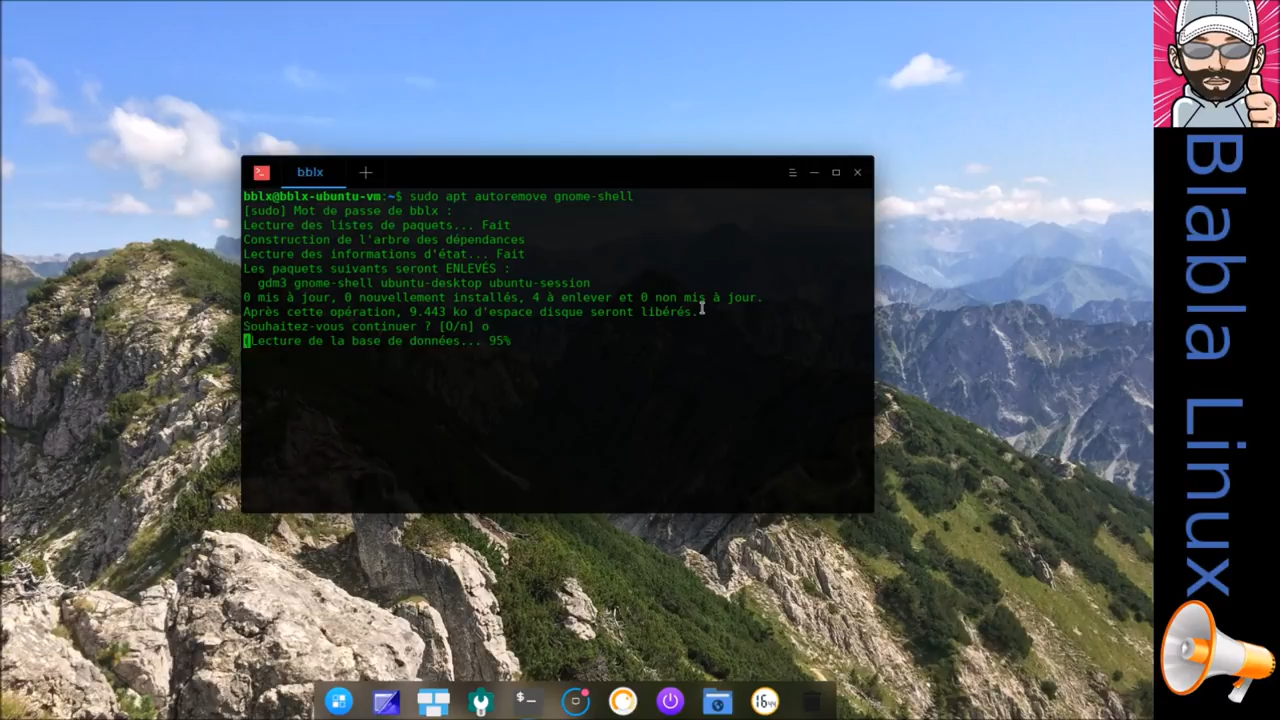 bblx
bblx@bblx-ubuntu-vm:~$ sudo apt autoremove gnome-shell
[sudo] Mot de passe de bblx :
Lecture des listes de paquets... Fait
Construction de l'arbre des dépendances
Lecture des informations d'état... Fait
Les paquets suivants seront ENLEVÉS :
gdm3 gnome-shell ubuntu-desktop ubuntu-session
0 mis à jour, 0 nouvellement installés, 4 à enlever et 0 non mis à jour.
Après cette opération, 9.443 ko d'espace disque seront libérés.
Souhaitez-vous continuer ? [O/n] o
(Lecture de la base de données... 95%
Blabla Linux
$_
16 44